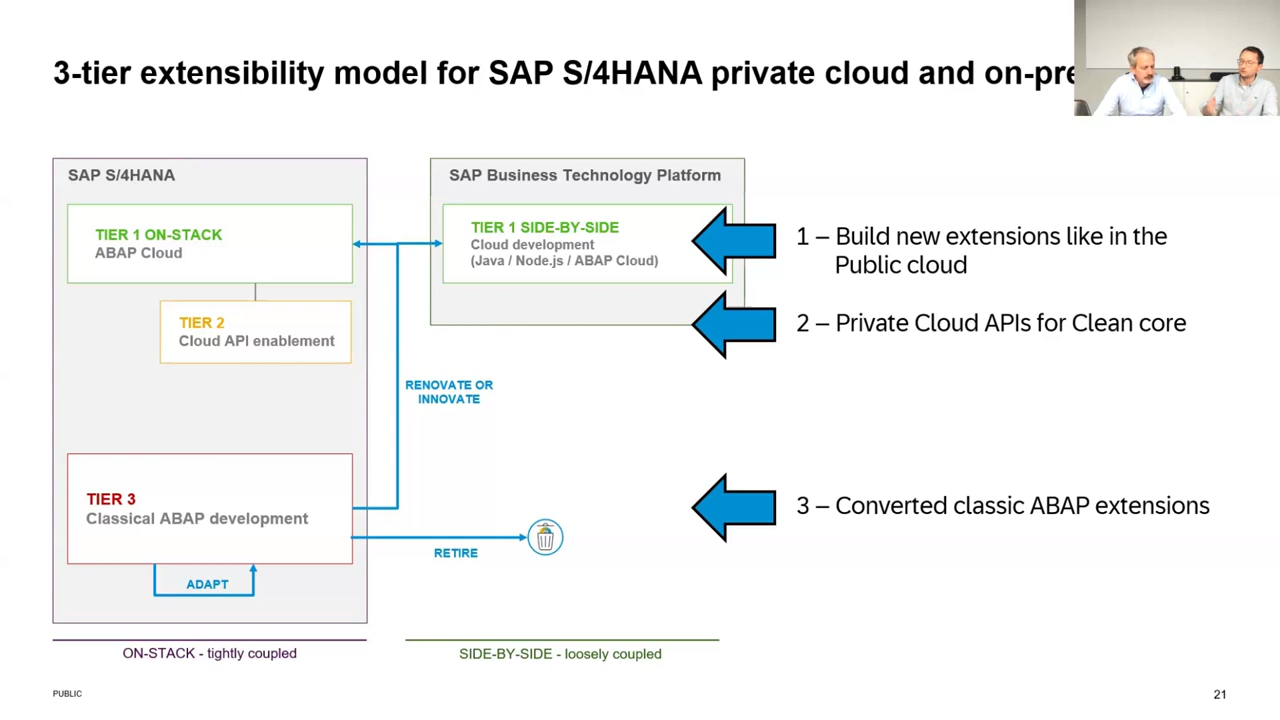 3-tier extensibility model for SAP S/4HANA private cloud and on-pre
SAP S/4HANA
TIER 1 ON-STACK
ABAP Cloud
TIER 2
Cloud API enablement
TIER 3
Classical ABAP development
ADAPT
RENOVATE OR
INNOVATE
RETIRE
SAP Business Technology Platform
TIER 1 SIDE-BY-SIDE
Cloud development
(Java / Node.js / ABAP Cloud)
1 – Build new extensions like in the
Public cloud
2 – Private Cloud APIs for Clean core
3 – Converted classic ABAP extensions
ON-STACK - tightly coupled
SIDE-BY-SIDE - loosely coupled
PUBLIC
21